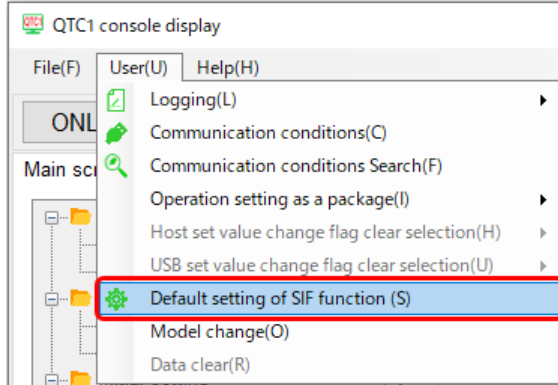 QTC1 console display
File(F) User(U) Help(H)
Logging(L)
ONL
Communication conditions(C)
Main scr
Communication conditions Search(F)
Operation setting as a package(I)
Host set value change flag clear selection(H)
USB set value change flag clear selection(U)
Default setting of SIF function (S)
Model change(O)
Data clear(R)